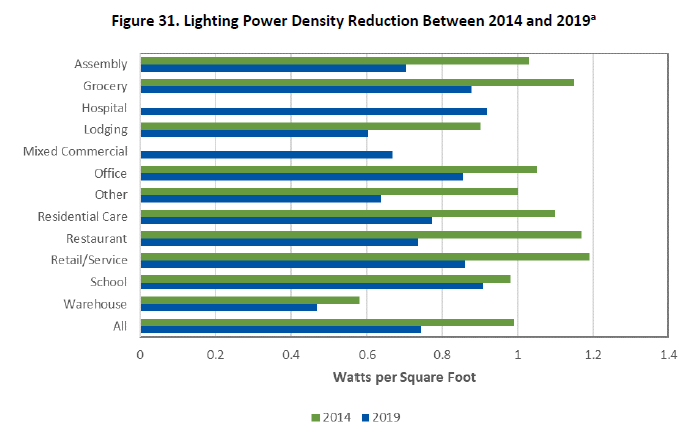 Figure 31. Lighting Power Density Reduction Between 2014 and 2019ª
Assembly
Grocery
Hospital
Lodging
Mixed Commercial
Office
Other
Residential Care
Restaurant
Retail/Service
School
Warehouse
All
0 0.2 0.4 0.6 0.8 1 1.2 1.4
Watts per Square Foot
2014 2019